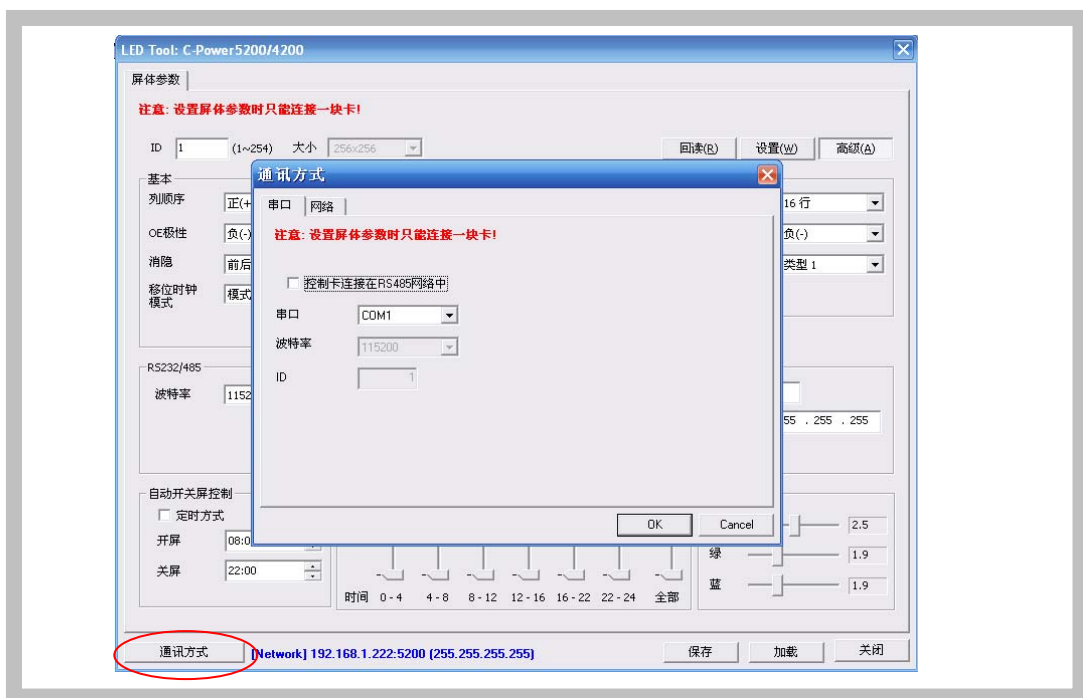 LED Tool: C-Power5200/4200
屏体参数
注意: 设置屏体参数时只能连接一块卡!
ID 1 (1~254) 大小 256x256 回读(R) 设置(W) 高级(A)
基本
列顺序 正(+ 16 行
OE极性 负(-) 负(-)
消隐 前后 类型 1
移位时钟
模式 模式
通讯方式
串口 网络
注意: 设置屏体参数时只能连接一块卡!
控制卡连接在RS485网络中
串口 COM1
波特率 115200
ID 1
OK Cancel
RS232/485
波特率 1152
55 . 255 . 255
自动开关屏控制
定时方式
开屏 08:0
关屏 22:00
时间 0-4 4-8 8-12 12-16 16-22 22-24 全部
2.5
绿 1.9
蓝 1.9
通讯方式 [Network] 192.168.1.222:5200 (255.255.255.255) 保存 加载 关闭